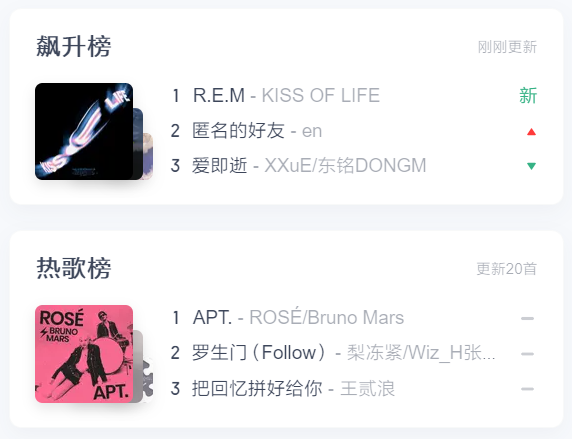 飙升榜 刚刚更新
KISS OF LIFE
1 R.E.M - KISS OF LIFE 新
2 匿名的好友 - en
3 爱即逝 - XXuE/东铭DONGM
热歌榜 更新20首
ROSÉ
BRUNO
MARS
APT.
1 APT. - ROSÉ/Bruno Mars
2 罗生门（Follow）- 梨冻紧/Wiz_H张...
3 把回忆拼好给你 - 王贰浪